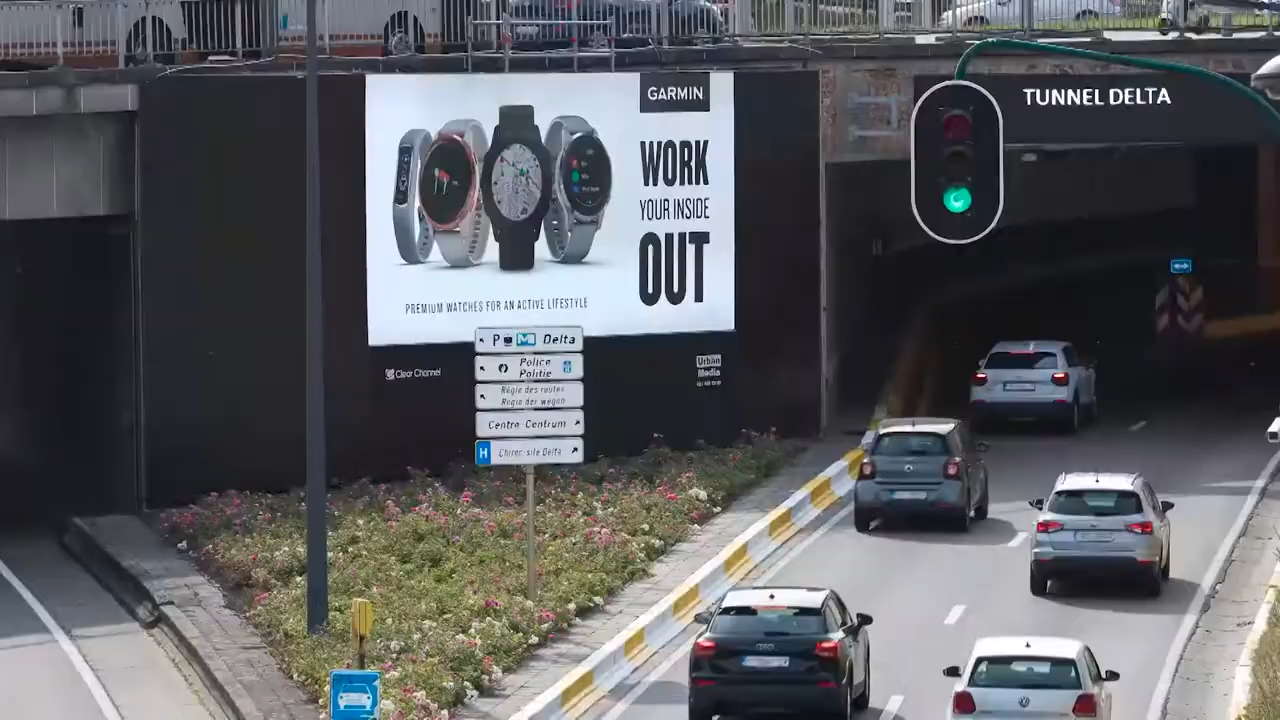 GARMIN
TUNNEL DELTA
WORK
YOUR INSIDE
OUT
PREMIUM WATCHES FOR AN ACTIVE LIFESTYLE
P M Delta
Clear Channel
Urban
Media
Police
Politie
Régie des routes
Regie der wegen
Centre-Centrum
H Chirec site Delta